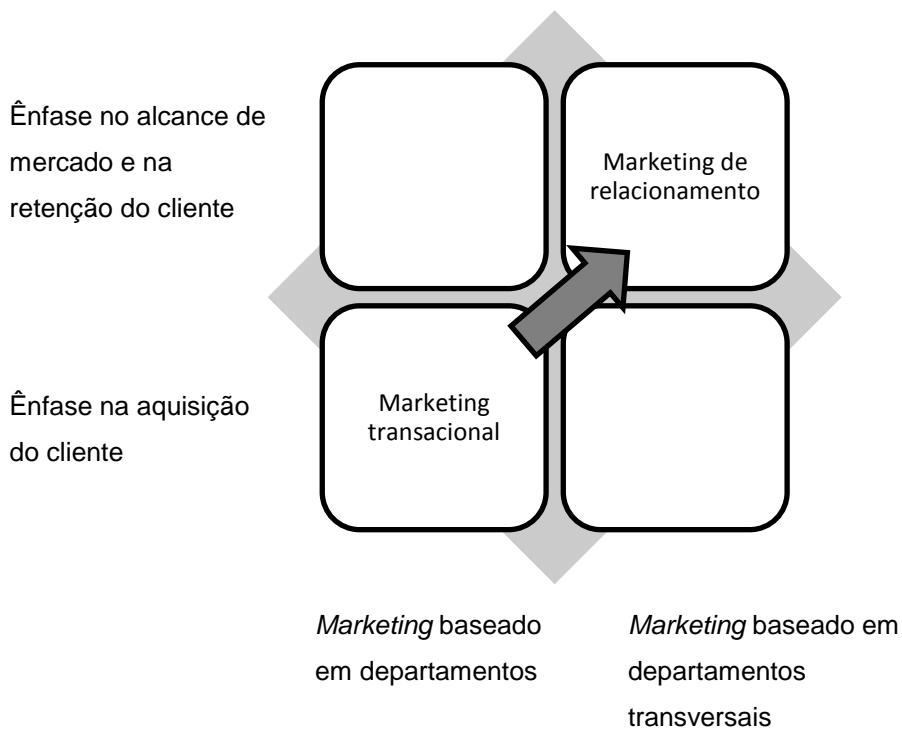 Ênfase no alcance de
mercado e na
retenção do cliente
Marketing de
relacionamento
Ênfase na aquisição
do cliente
Marketing
transacional
Marketing baseado
em departamentos
Marketing baseado em
departamentos
transversais